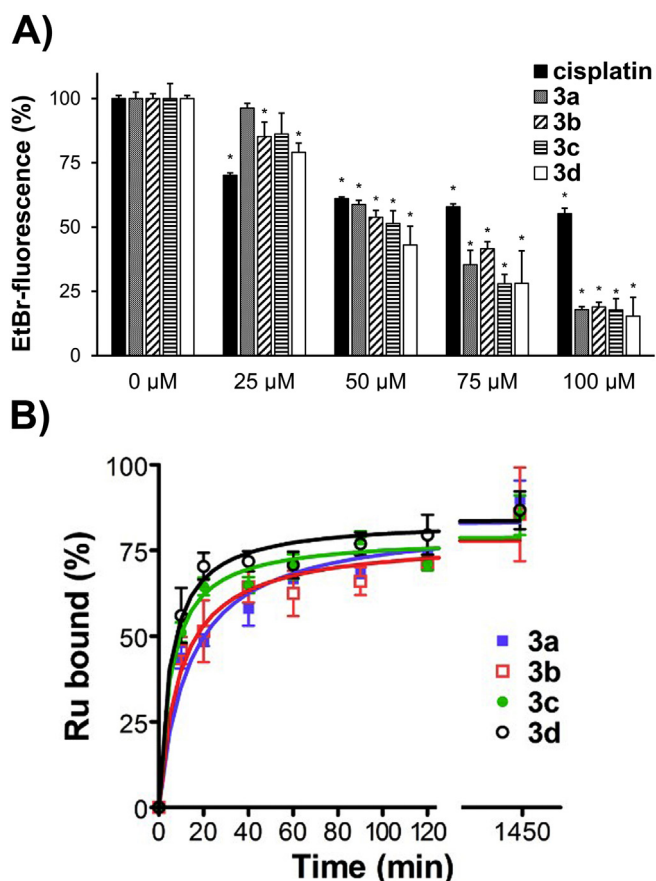 A)
EtBr-fluorescence (%)
100
75
50
25
0
cisplatin
3a
3b
3c
3d
* * * * * * * * * * * * * * * * * *
0 µM 25 µM 50 µM 75 µM 100 µM
B)
Ru bound (%)
100
75
50
25
0
3a
3b
3c
3d
0 20 40 60 80 100 120 1450
Time (min)